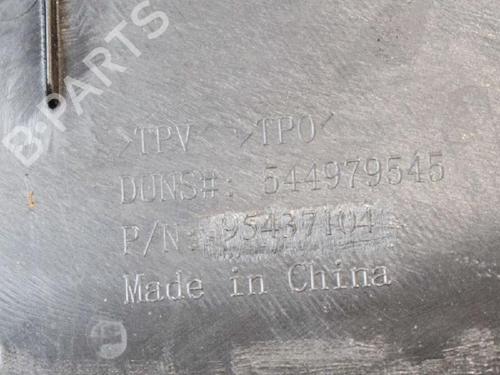 B-PARTS
>TPV< >TPO<
DUNS#: 544979545
P/N: 95437104
Made in China